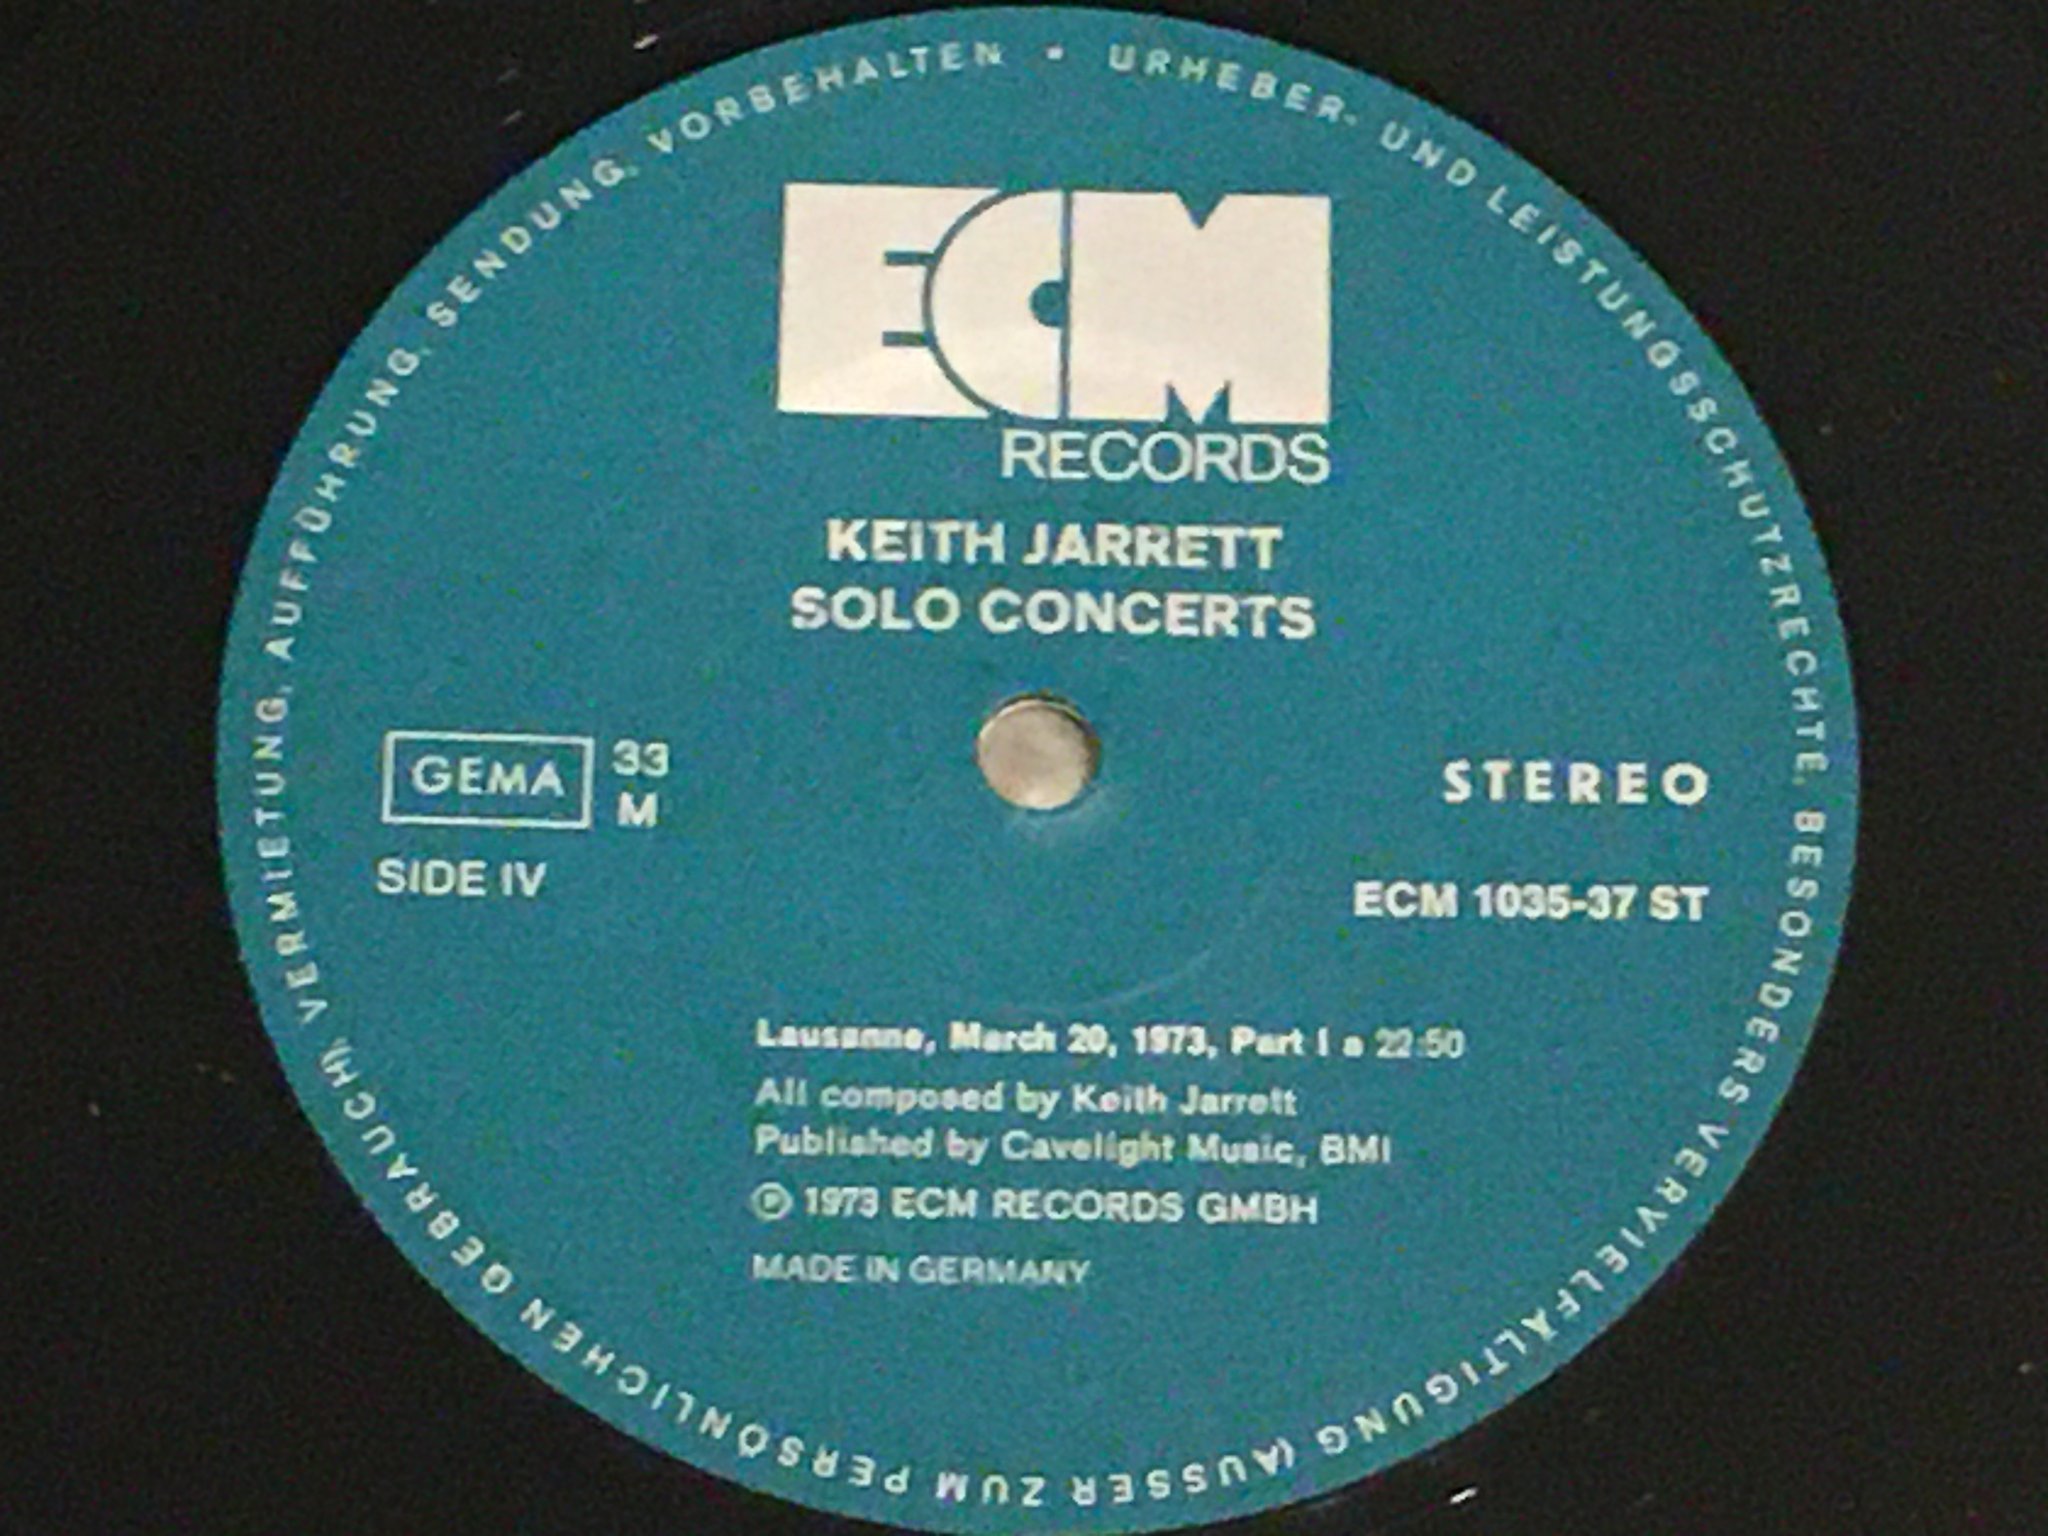 URHEBER- UND LEISTUNGSSCHUTZRECHTE, BESONDERS VERVIELFÄLTIGUNG (AUSSER ZUM PERSÖNLICHEN GEBRAUCH), VERMIETUNG, AUFFÜHRUNG, SENDUNG, VORBEHALTEN •
ECM
RECORDS
KEITH JARRETT
SOLO CONCERTS
GEMA 33
M
STEREO
SIDE IV
ECM 1035-37 ST
Lausanne, March 20, 1973, Part I a 22:50
All composed by Keith Jarrett
Published by Cavelight Music, BMI
℗ 1973 ECM RECORDS GMBH
MADE IN GERMANY